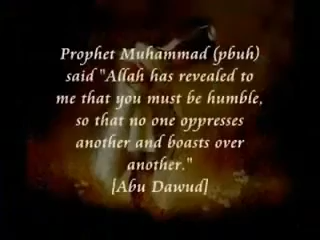 Prophet Muhammad (pbuh)
said "Allah has revealed to
me that you must be humble,
so that no one oppresses
another and boasts over
another."
[Abu Dawud]